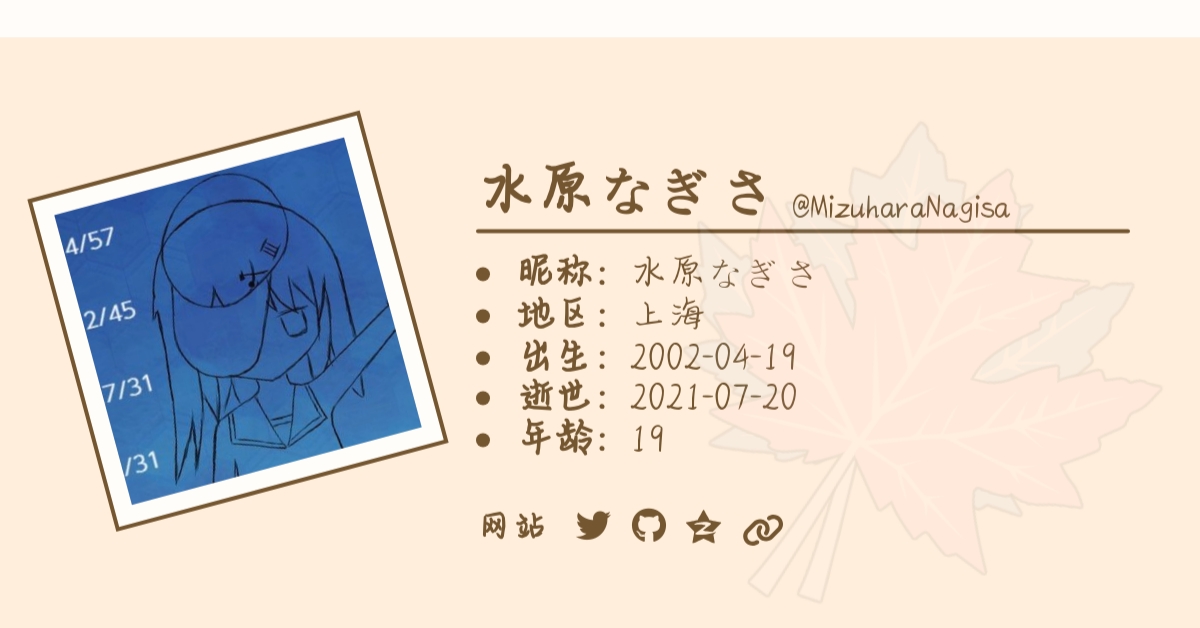 4/57
2/45
7/31
/31
水原なぎさ @MizuharaNagisa
昵称：水原なぎさ
地区：上海
出生：2002-04-19
逝世：2021-07-20
年龄：19
网站